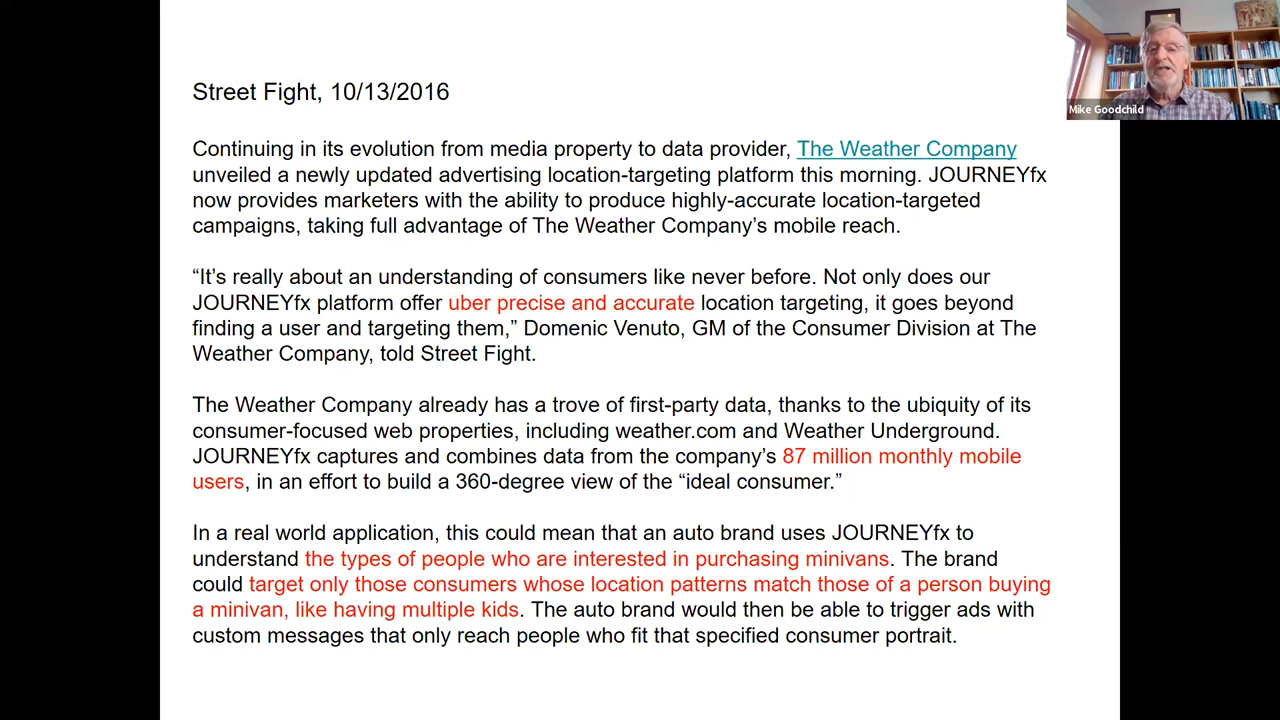 Street Fight, 10/13/2016
Continuing in its evolution from media property to data provider, The Weather Company
unveiled a newly updated advertising location-targeting platform this morning. JOURNEYfx
now provides marketers with the ability to produce highly-accurate location-targeted
campaigns, taking full advantage of The Weather Company’s mobile reach.
“It’s really about an understanding of consumers like never before. Not only does our
JOURNEYfx platform offer uber precise and accurate location targeting, it goes beyond
finding a user and targeting them,” Domenic Venuto, GM of the Consumer Division at The
Weather Company, told Street Fight.
The Weather Company already has a trove of first-party data, thanks to the ubiquity of its
consumer-focused web properties, including weather.com and Weather Underground.
JOURNEYfx captures and combines data from the company’s 87 million monthly mobile
users, in an effort to build a 360-degree view of the “ideal consumer.”
In a real world application, this could mean that an auto brand uses JOURNEYfx to
understand the types of people who are interested in purchasing minivans. The brand
could target only those consumers whose location patterns match those of a person buying
a minivan, like having multiple kids. The auto brand would then be able to trigger ads with
custom messages that only reach people who fit that specified consumer portrait.
Mike Goodchild